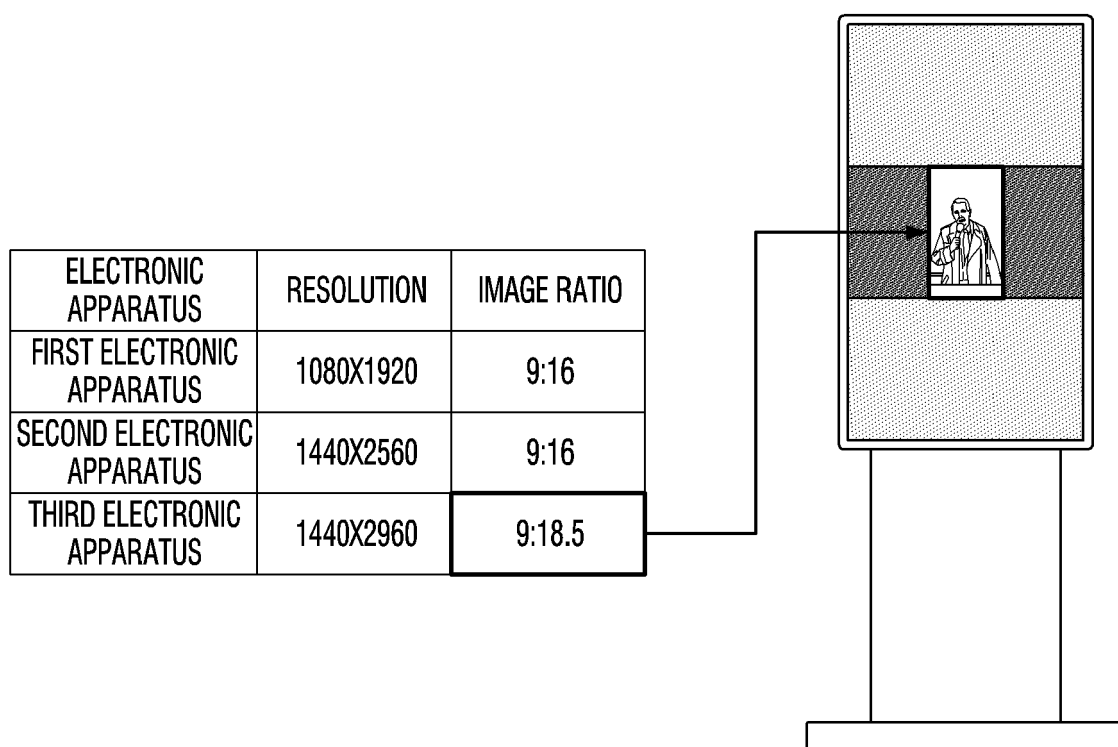 ELECTRONIC
APPARATUS
RESOLUTION
IMAGE RATIO
FIRST ELECTRONIC
APPARATUS
1080X1920
9:16
SECOND ELECTRONIC
APPARATUS
1440X2560
9:16
THIRD ELECTRONIC
APPARATUS
1440X2960
9:18.5